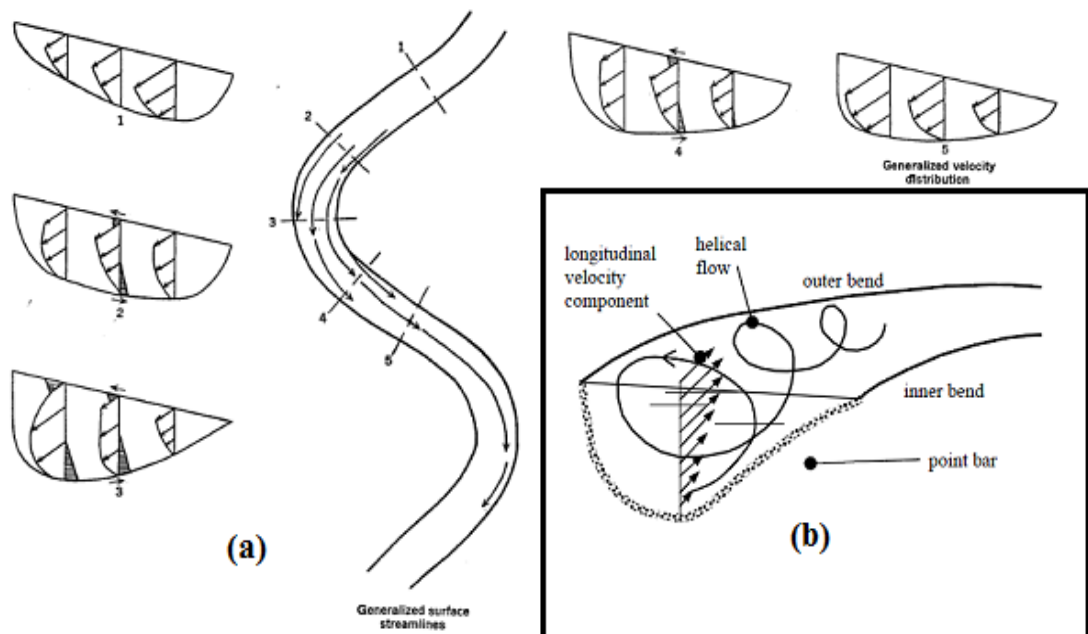 1
2
3
(a)
1
2
3
4
5
Generalized surface
streamlines
4
5
Generalized velocity
distribution
longitudinal
velocity
component
helical
flow
outer bend
inner bend
point bar
(b)